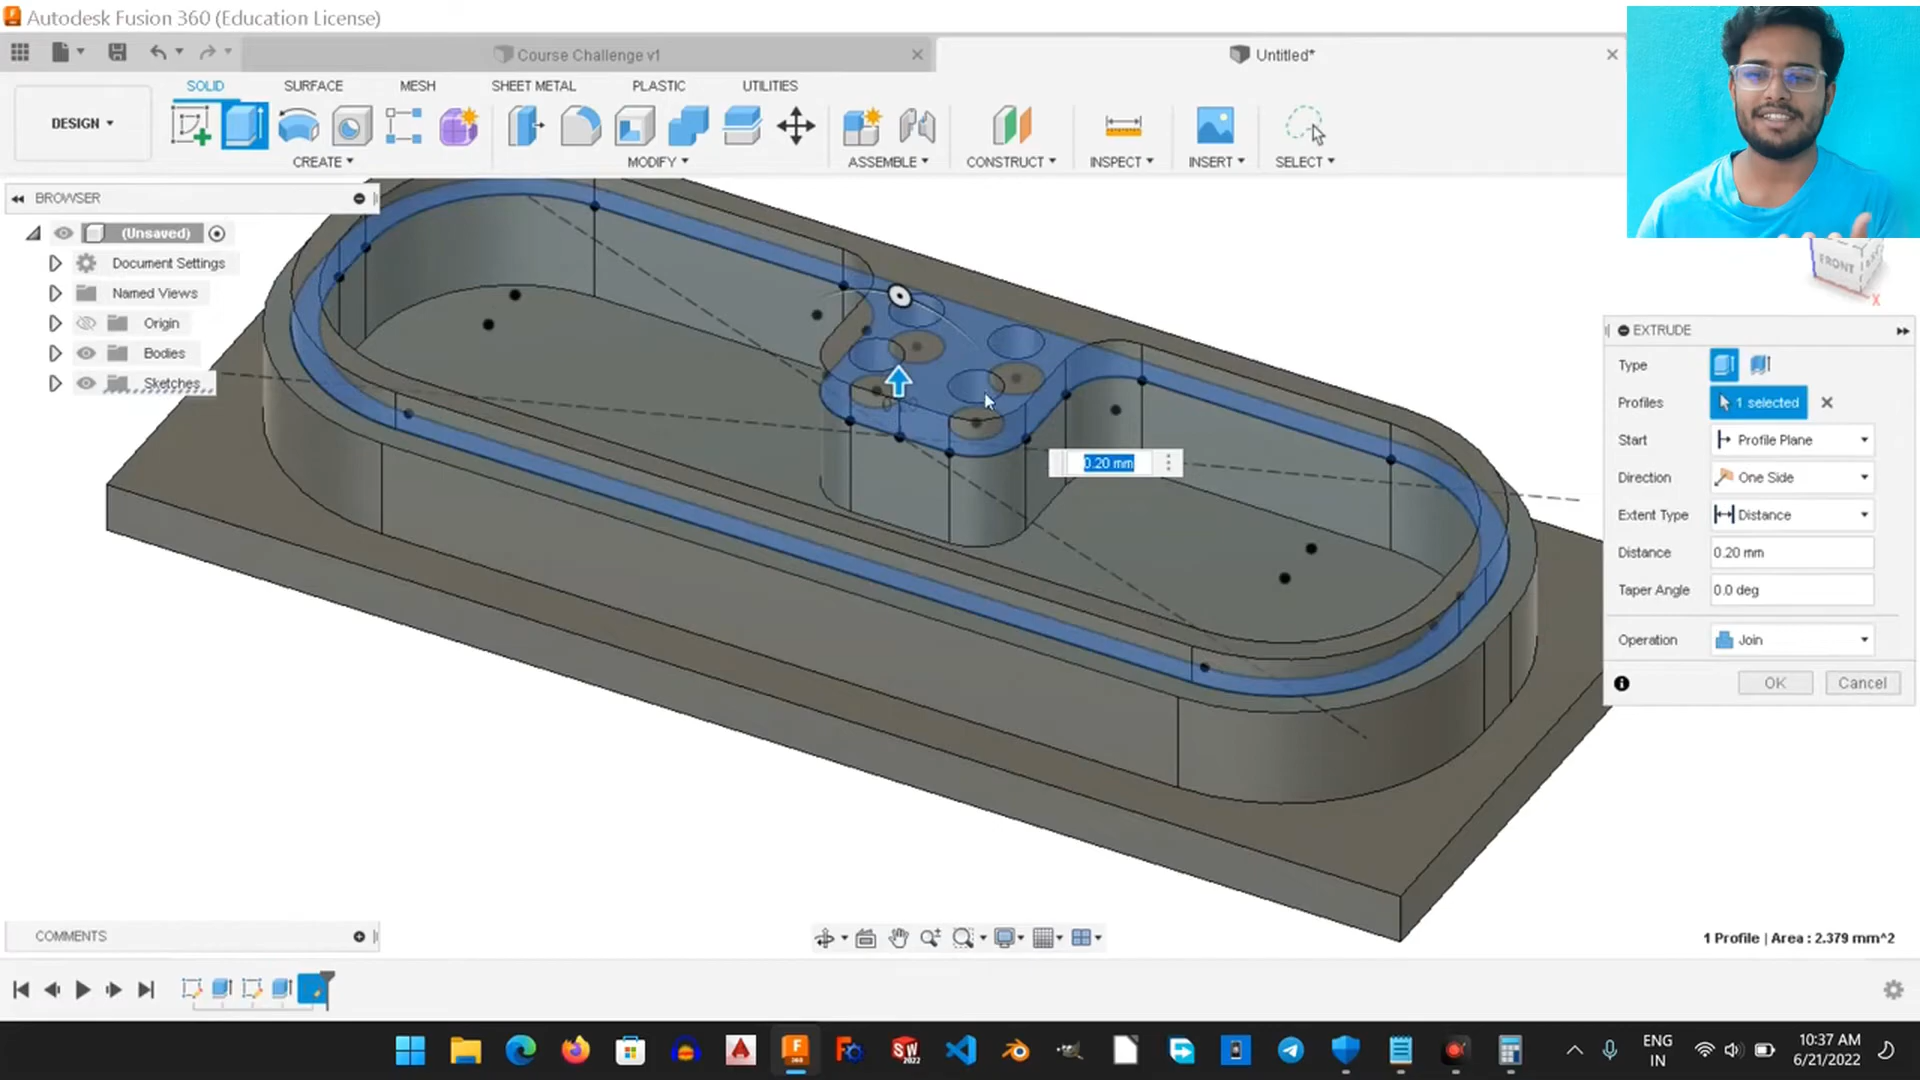 Autodesk Fusion 360 (Education License)
Course Challenge v1
Untitled*
SOLID
SURFACE
MESH
SHEET METAL
PLASTIC
UTILITIES
DESIGN
CREATE
MODIFY
ASSEMBLE
CONSTRUCT
INSPECT
INSERT
SELECT
BROWSER
(Unsaved)
Document Settings
Named Views
Origin
Bodies
Sketches
FRONT
X
EXTRUDE
Type
Profiles 1 selected
Start Profile Plane
Direction One Side
Extent Type Distance
Distance 0.20 mm
Taper Angle 0.0 deg
Operation Join
OK Cancel
0.20 mm
COMMENTS
1 Profile | Area : 2.379 mm^2
F
360
SW
2022
ENG
IN
10:37 AM
6/21/2022